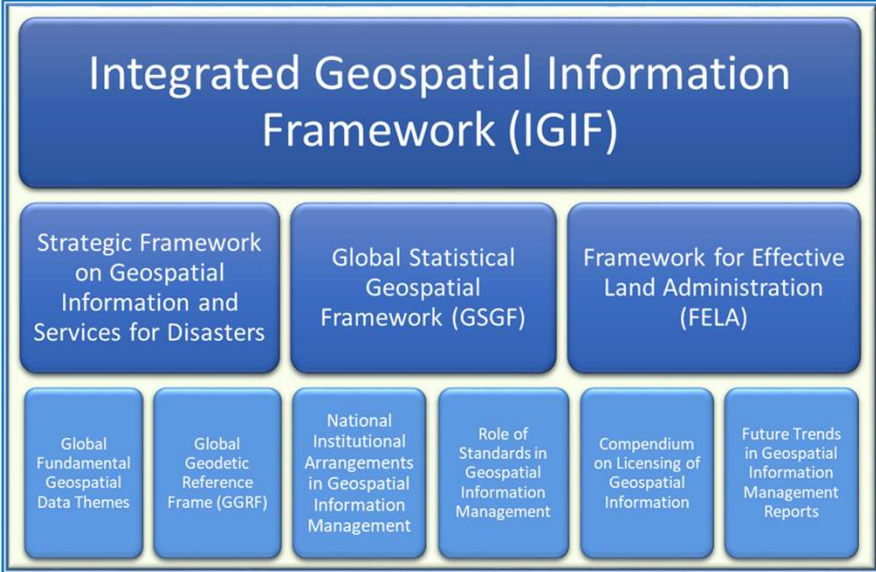 Integrated Geospatial Information
Framework (IGIF)
Strategic Framework
on Geospatial
Information and
Services for Disasters
Global Statistical
Geospatial
Framework (GSGF)
Framework for Effective
Land Administration
(FELA)
Global
Fundamental
Geospatial
Data Themes
Global
Geodetic
Reference
Frame (GGRF)
National
Institutional
Arrangements
in Geospatial
Information
Management
Role of
Standards in
Geospatial
Information
Management
Compendium
on Licensing of
Geospatial
Information
Future Trends
in Geospatial
Information
Management
Reports